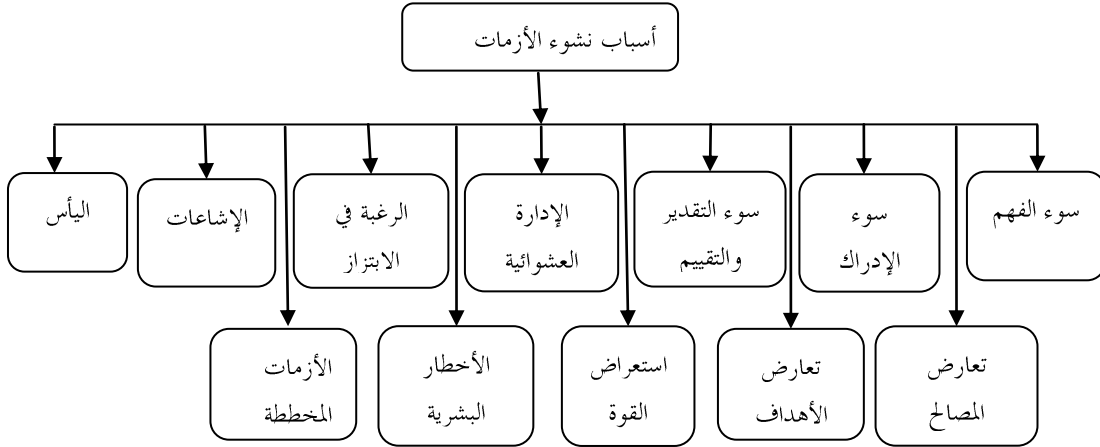 أسباب نشوء الأزمات
سوء الفهم
سوء
الإدراك
سوء التقدير
والتقييم
الإدارة
العشوائية
الرغبة في
الابتزاز
الإشاعات
اليأس
تعارض
المصالح
تعارض
الأهداف
استعراض
القوة
الأخطار
البشرية
الأزمات
المخططة